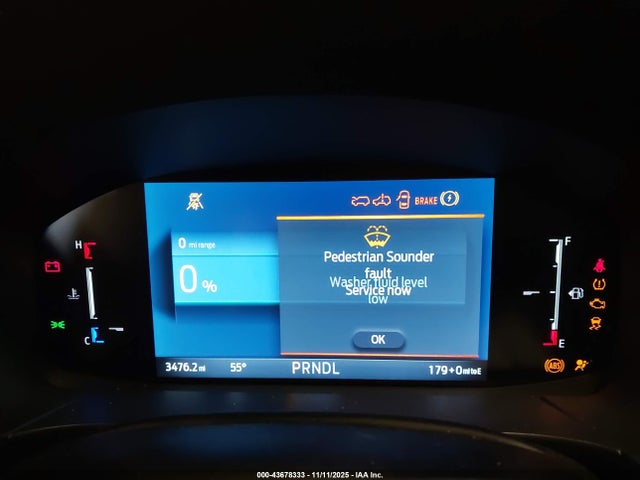 BRAKE
H
F
0 mi range
0 %
Pedestrian Sounder
fault
Washer fluid level
Service now
low
OK
C
E
ABS
3476.2 mi
55°
PRNDL
179+0 mi to E
000-43678333 - 11/11/2025 - IAA Inc.